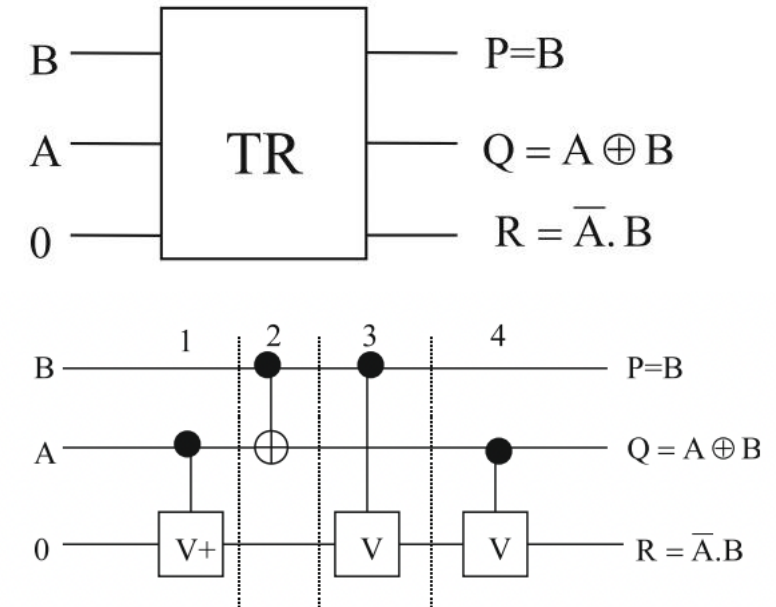 B P=B
A TR Q = A ⊕ B
0 R = A̅. B
1 2 3 4
B P=B
A Q = A ⊕ B
0 V+ V V R = A̅.B